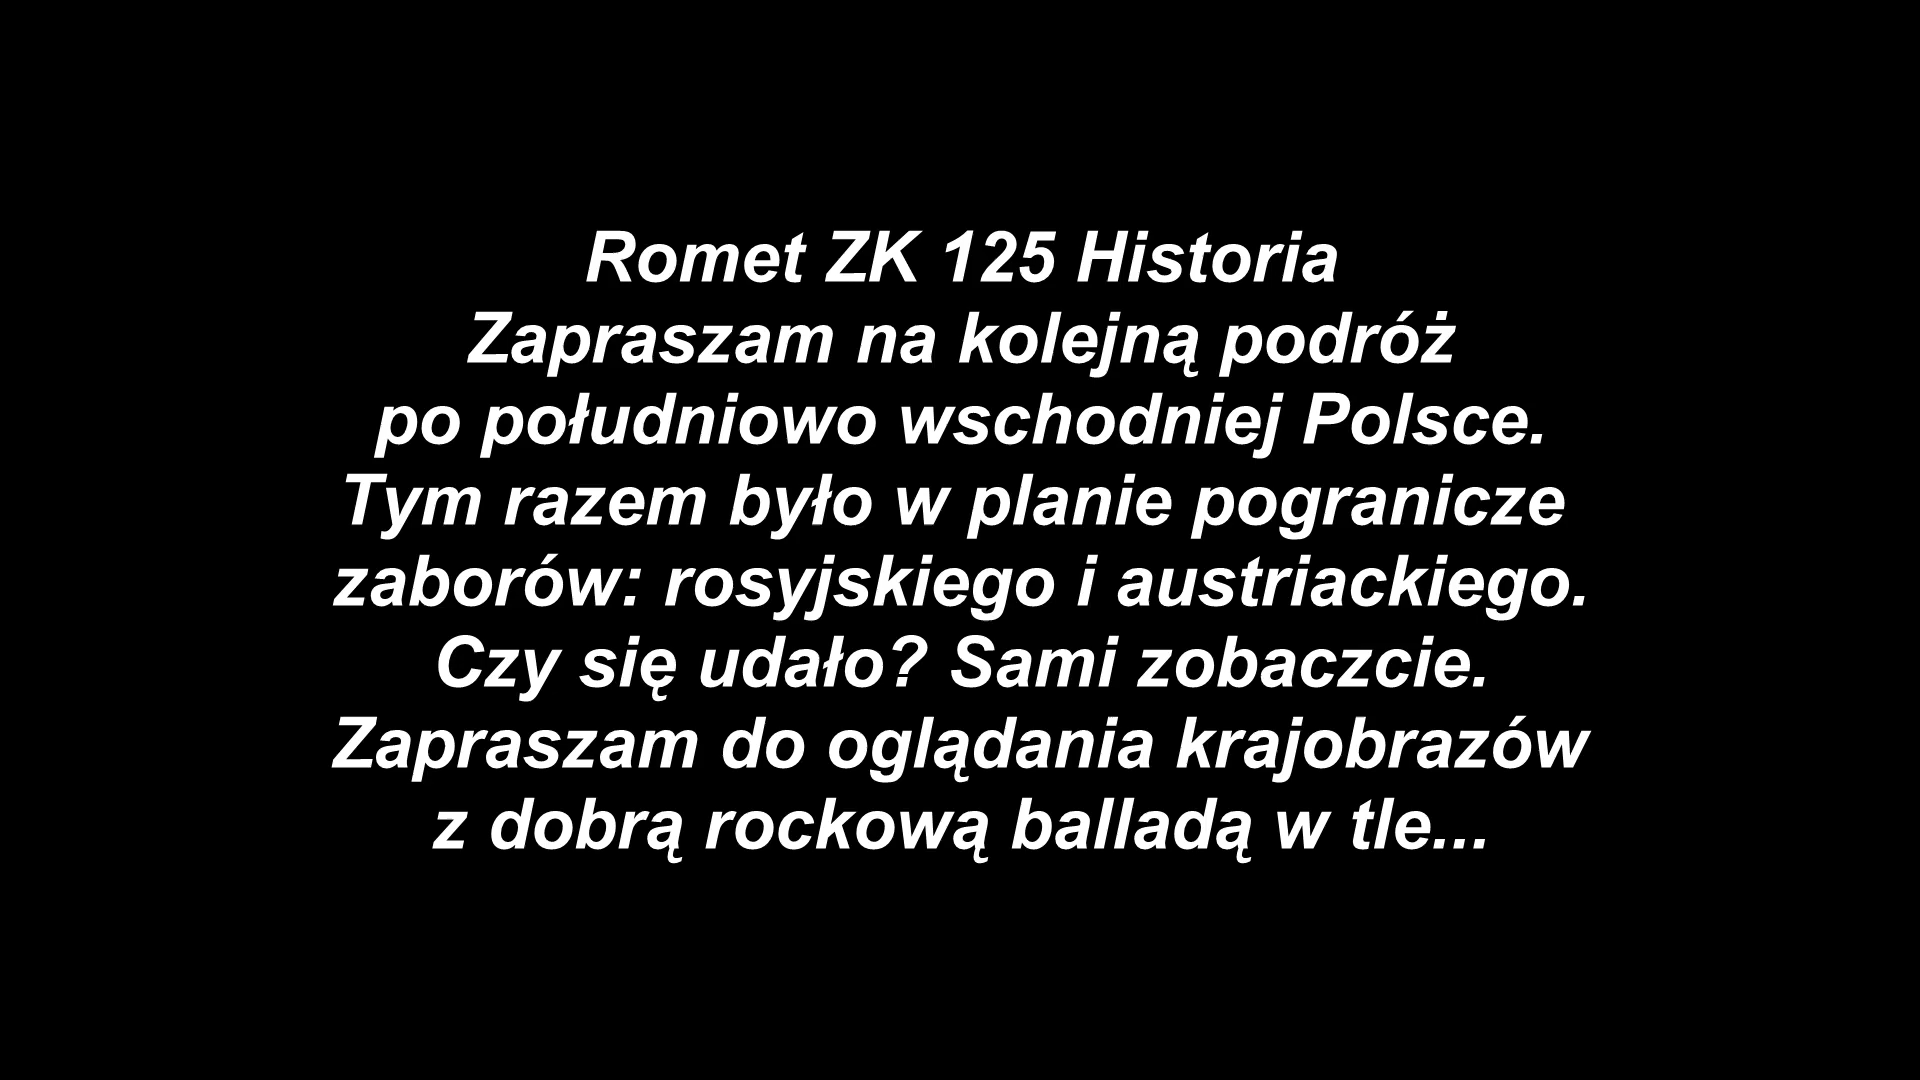 Romet ZK 125 Historia
Zapraszam na kolejną podróż
po południowo wschodniej Polsce.
Tym razem było w planie pogranicze
zaborów: rosyjskiego i austriackiego.
Czy się udało? Sami zobaczcie.
Zapraszam do oglądania krajobrazów
z dobrą rockową balladą w tle...